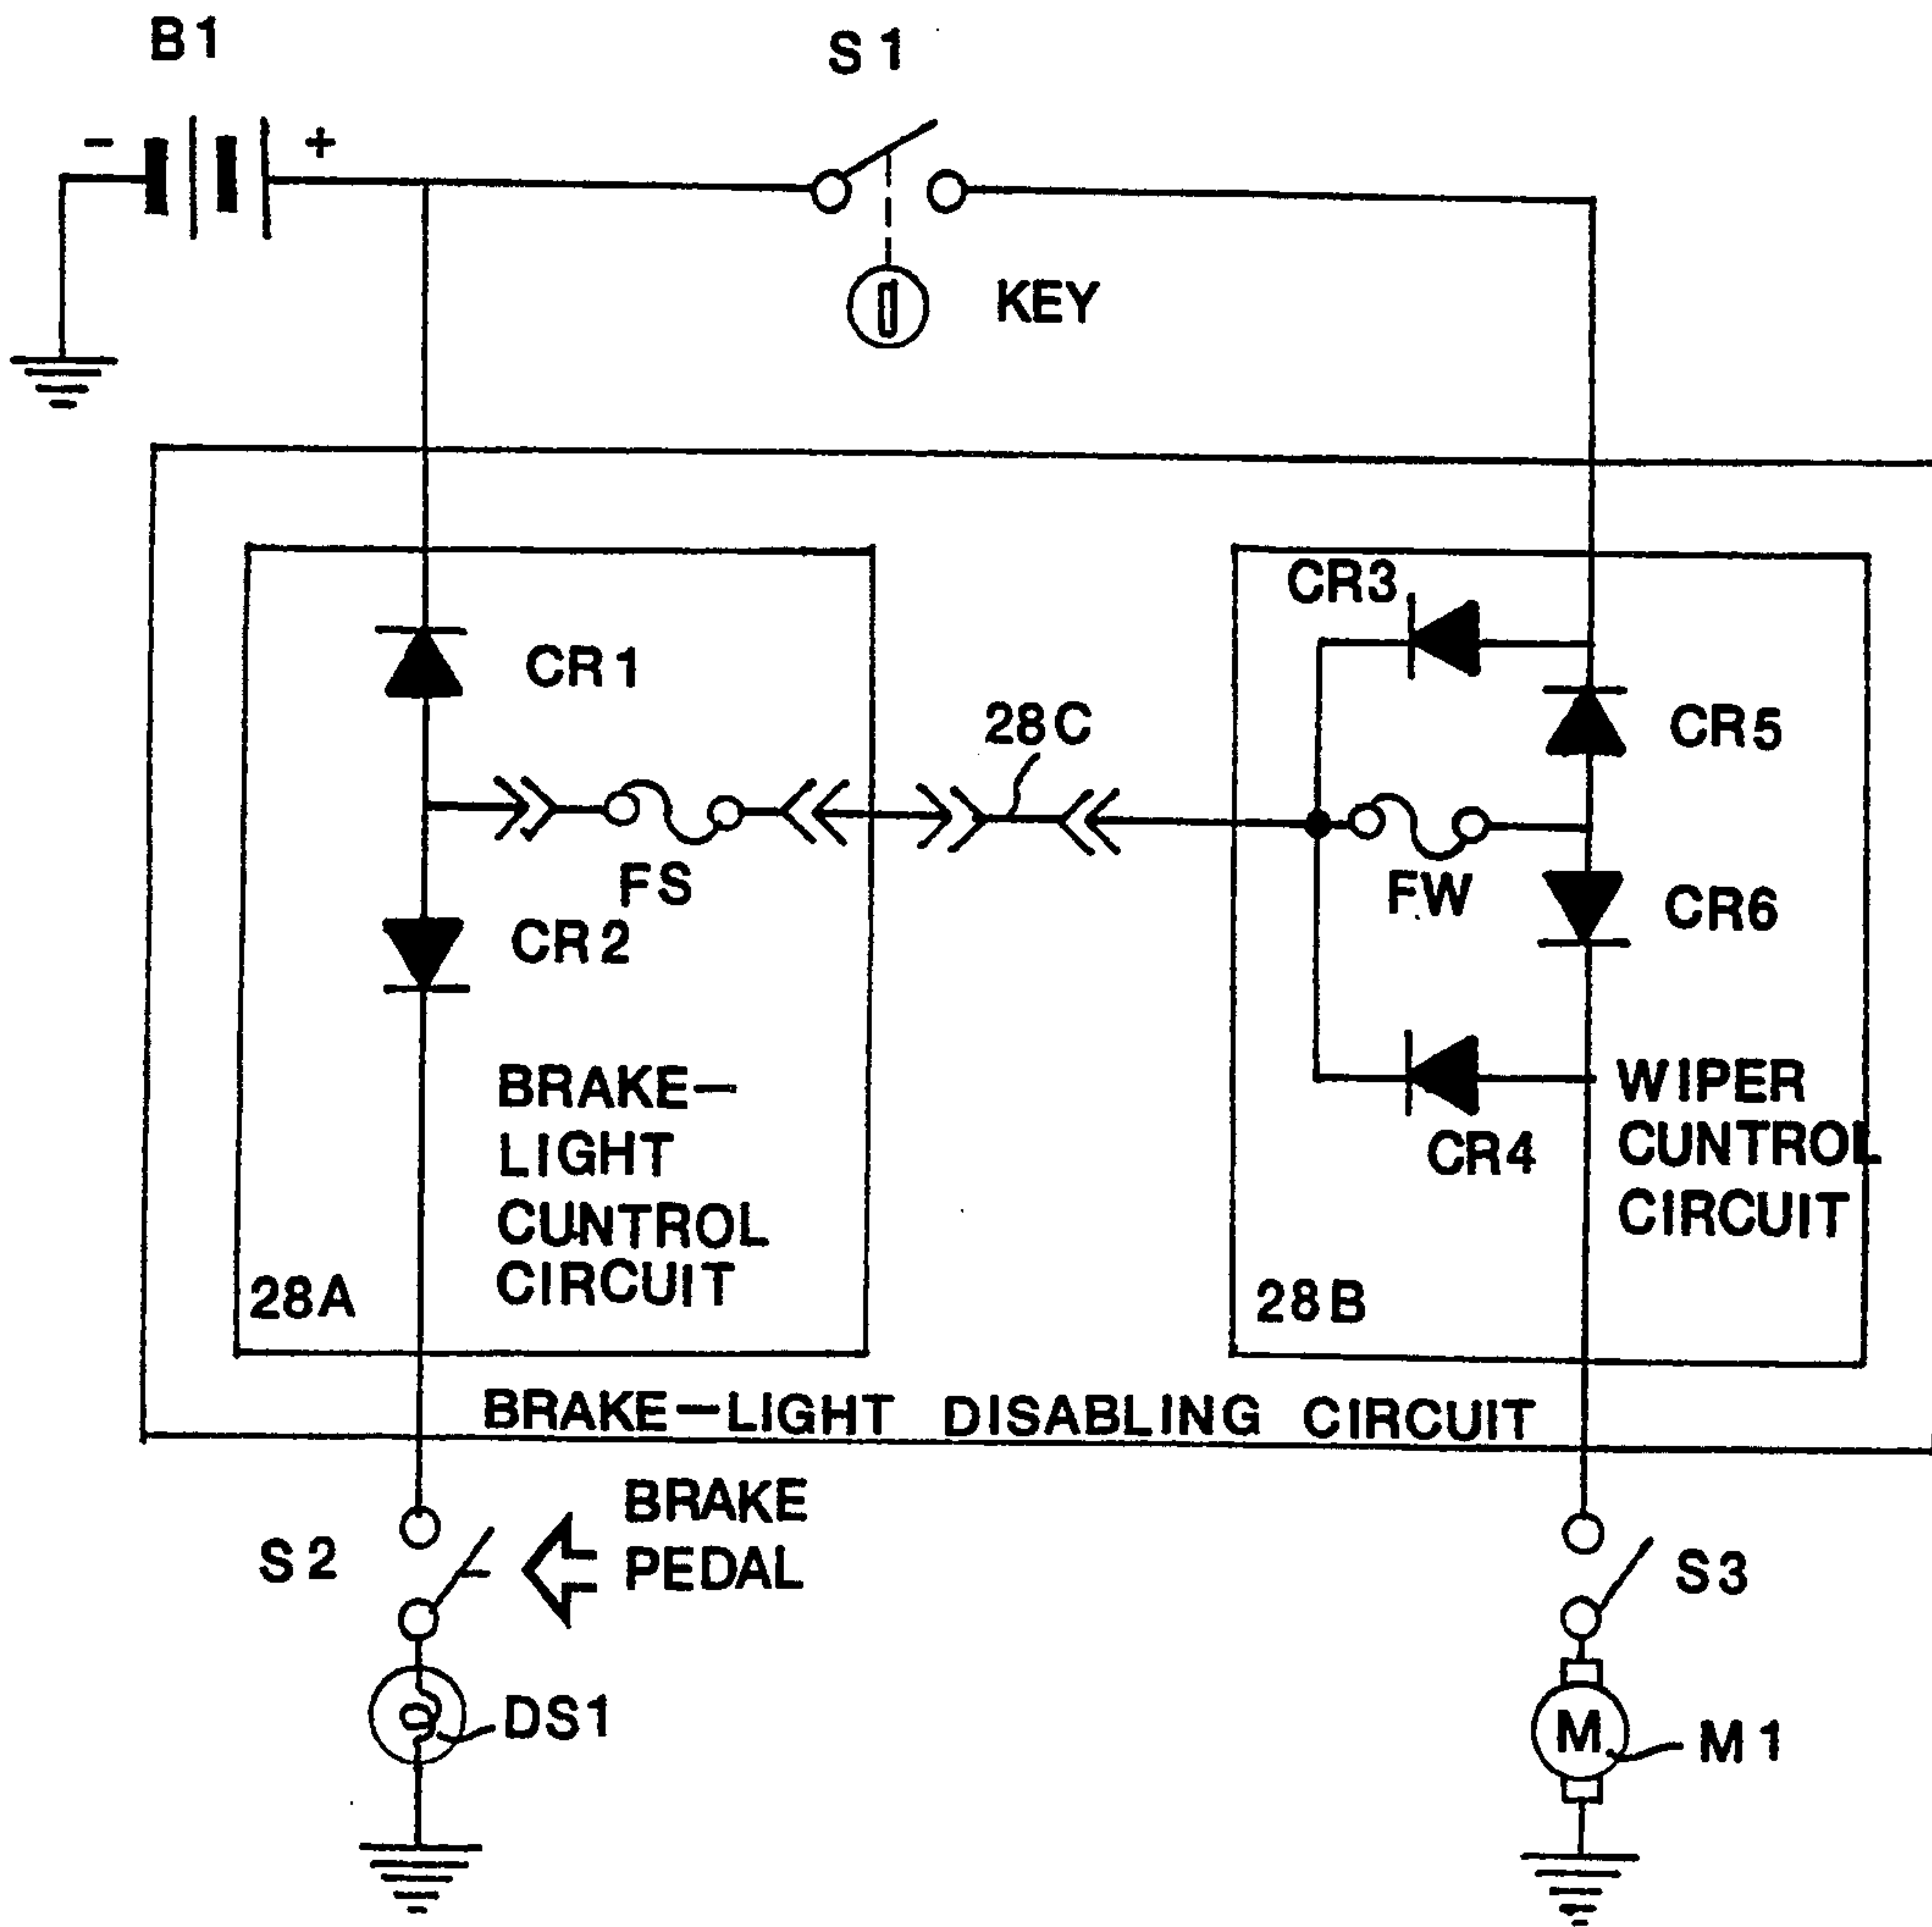 B1
S1
- +
KEY
CR3
CR1
CR5
28C
FS
FW
CR6
CR2
BRAKE—
LIGHT
CUNTROL
CIRCUIT
WIPER
CUNTROL
CIRCUIT
CR4
28A
28B
BRAKE—LIGHT DISABLING CIRCUIT
BRAKE
PEDAL
S2
S3
DS1
M
M1